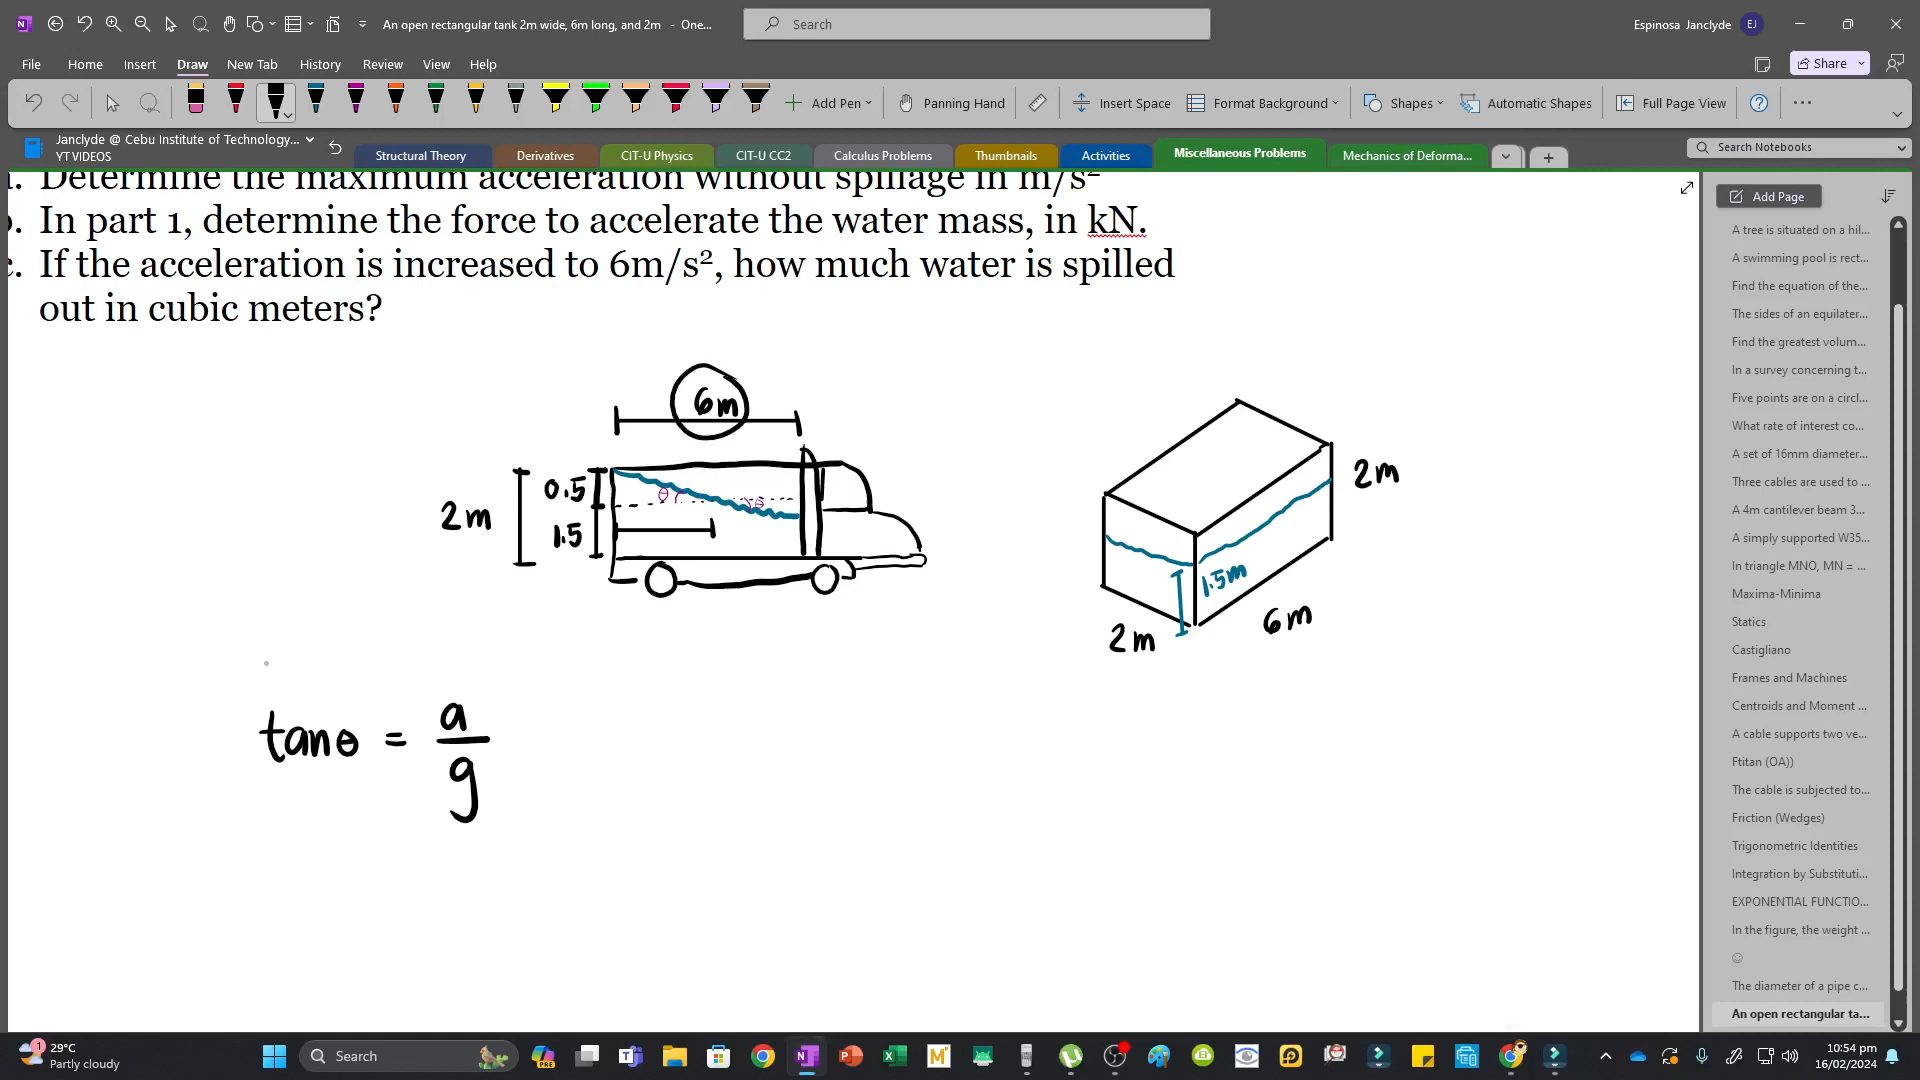 An open rectangular tank 2m wide, 6m long, and 2m - One...
Search
Espinosa Janclyde
EJ
File Home Insert Draw New Tab History Review View Help
Share
Add Pen
Panning Hand
Insert Space
Format Background
Shapes
Automatic Shapes
Full Page View
Janclyde @ Cebu Institute of Technology...
YT VIDEOS
Structural Theory
Derivatives
CIT-U Physics
CIT-U CC2
Calculus Problems
Thumbnails
Activities
Miscellaneous Problems
Mechanics of Deforma...
Search Notebooks
Determine the maximum acceleration without spillage in m/s²
. In part 1, determine the force to accelerate the water mass, in kN.
c. If the acceleration is increased to 6m/s², how much water is spilled
out in cubic meters?
6m
2m
0.5
1.5
θ
θ
2m
1.5m
6m
2m
tanθ = a/g
Add Page
A tree is situated on a hil...
A swimming pool is rect...
Find the equation of the...
The sides of an equilater...
Find the greatest volum...
In a survey concerning t...
Five points are on a circl...
What rate of interest co...
A set of 16mm diameter...
Three cables are used to ...
A 4m cantilever beam 3...
A simply supported W35...
In triangle MNO, MN = ...
Maxima-Minima
Statics
Castigliano
Frames and Machines
Centroids and Moment ...
A cable supports two ve...
Ftitan (OA))
The cable is subjected to...
Friction (Wedges)
Trigonometric Identities
Integration by Substituti...
EXPONENTIAL FUNCTIO...
In the figure, the weight ...
The diameter of a pipe c...
An open rectangular ta...
1
29°C
Partly cloudy
Search
10:54 pm
16/02/2024